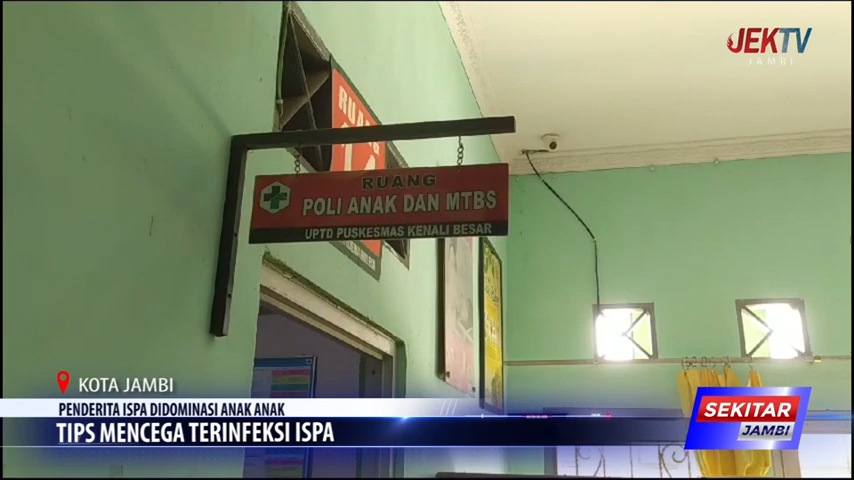 JEKTV
JAMBI
RUANG
RUANG
POLI ANAK DAN MTBS
UPTD PUSKESMAS KENALI BESAR
KOTA JAMBI
PENDERITA ISPA DIDOMINASI ANAK ANAK
TIPS MENCEGA TERINFEKSI ISPA
SEKITAR
JAMBI